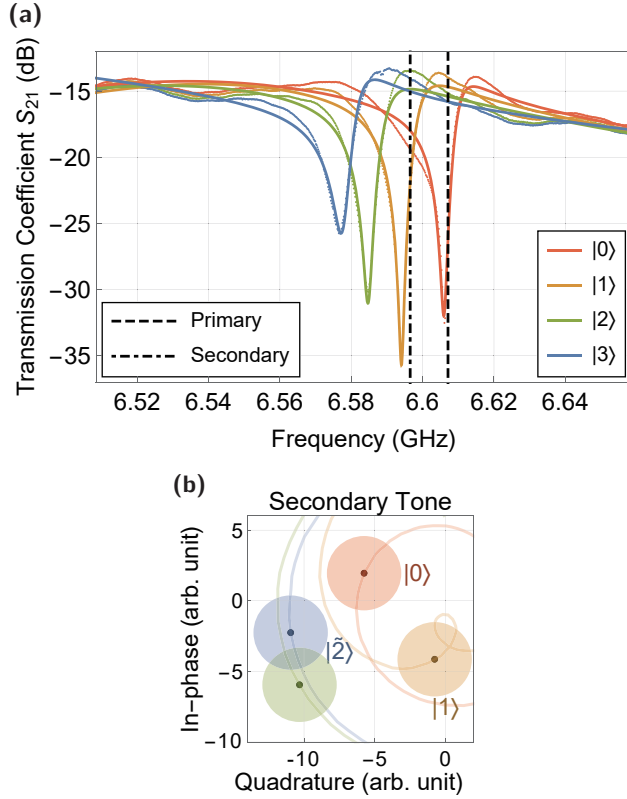 (a)
Transmission Coefficient S21 (dB)
−15
−20
−25
−30
−35
Primary
Secondary
|0⟩
|1⟩
|2⟩
|3⟩
6.52
6.54
6.56
6.58
6.6
6.62
6.64
Frequency (GHz)
(b)
Secondary Tone
In−phase (arb. unit)
5
0
−5
−10
|0⟩
|2̃⟩
|1⟩
−10
−5
0
Quadrature (arb. unit)